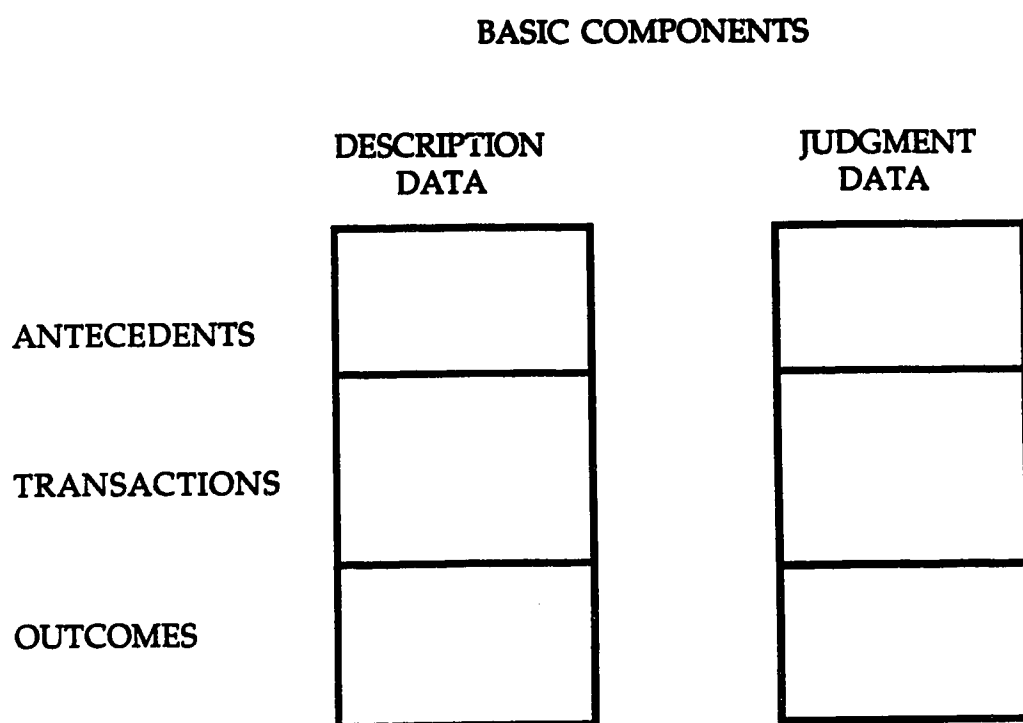 BASIC COMPONENTS
DESCRIPTION
DATA
JUDGMENT
DATA
ANTECEDENTS
TRANSACTIONS
OUTCOMES